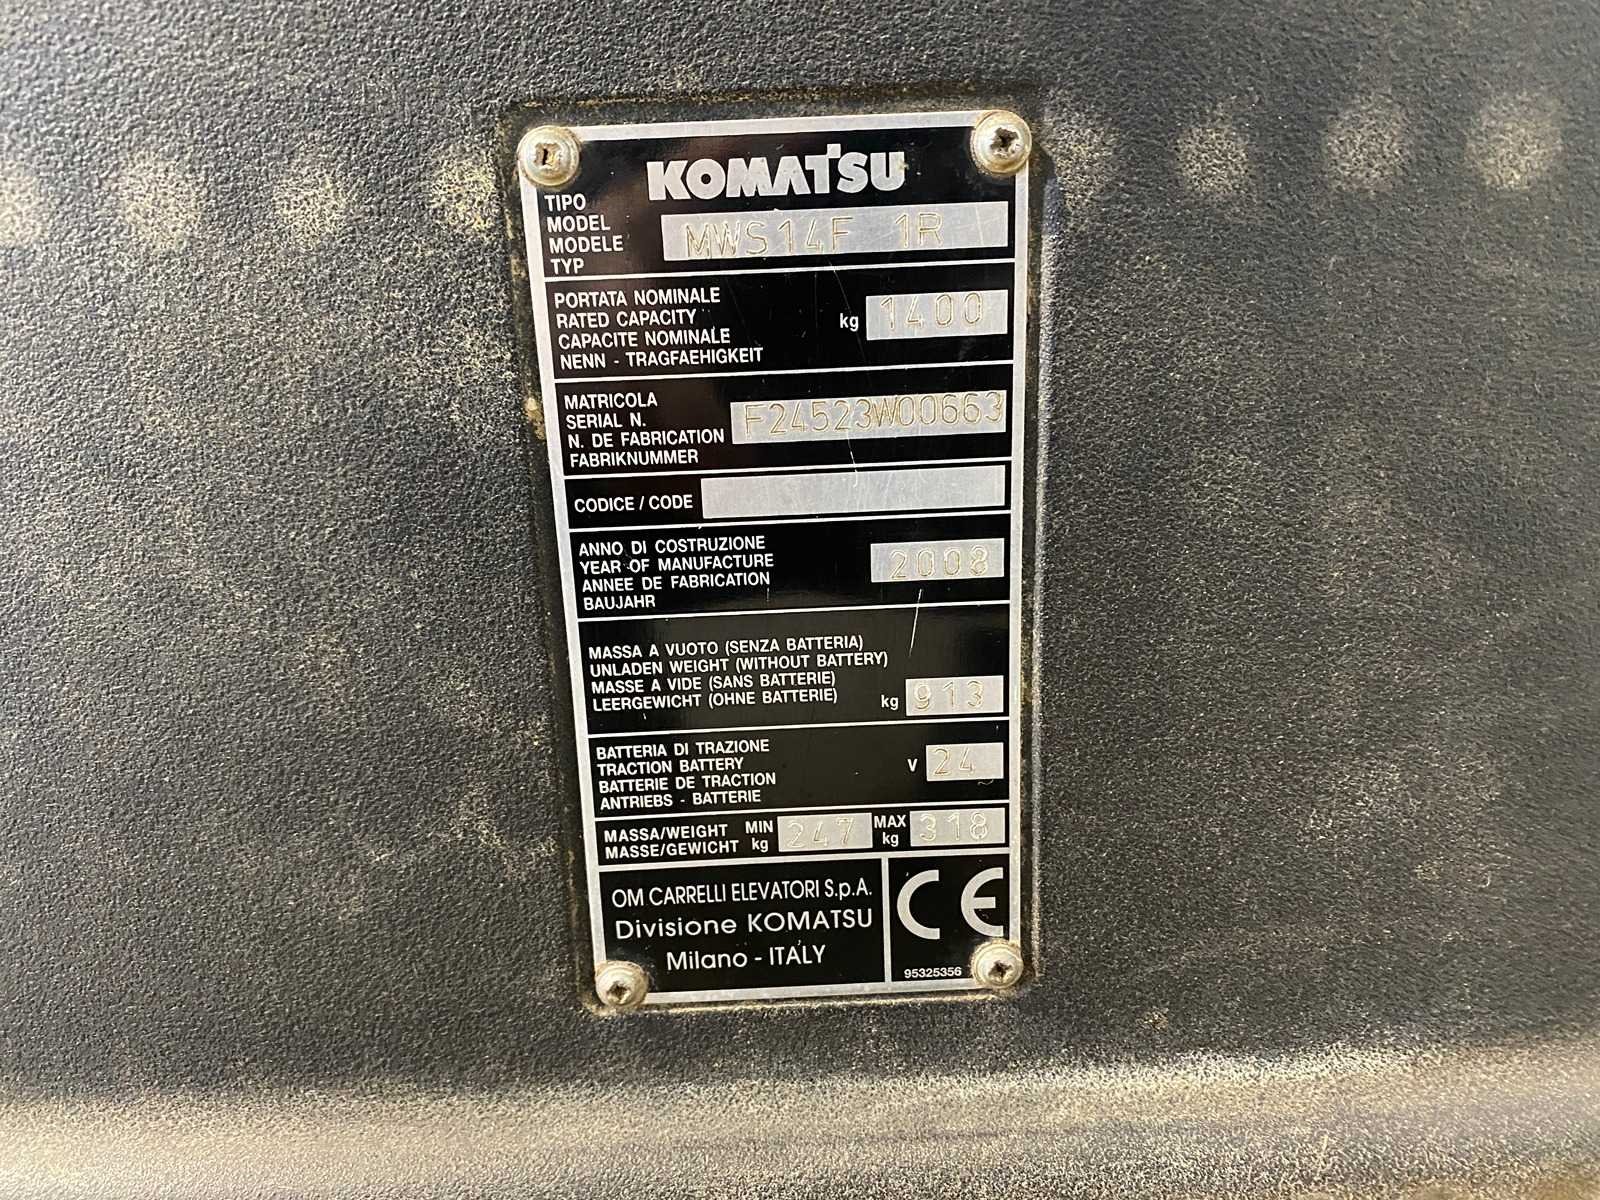 KOMATSU
TIPO
MODEL
MODELE
TYP
MWS14F 1R
PORTATA NOMINALE
RATED CAPACITY
CAPACITE NOMINALE
NENN - TRAGFAEHIGKEIT
kg 1400
MATRICOLA
SERIAL N.
N. DE FABRICATION
FABRIKNUMMER
F24523W00663
CODICE / CODE
ANNO DI COSTRUZIONE
YEAR OF MANUFACTURE
ANNEE DE FABRICATION
BAUJAHR
2008
MASSA A VUOTO (SENZA BATTERIA)
UNLADEN WEIGHT (WITHOUT BATTERY)
MASSE A VIDE (SANS BATTERIE)
LEERGEWICHT (OHNE BATTERIE)
kg 913
BATTERIA DI TRAZIONE
TRACTION BATTERY
BATTERIE DE TRACTION
ANTRIEBS - BATTERIE
V 24
MASSA/WEIGHT
MASSE/GEWICHT
MIN
kg
247
MAX
kg
318
OM CARRELLI ELEVATORI S.p.A.
Divisione KOMATSU
Milano - ITALY
CE
95325356